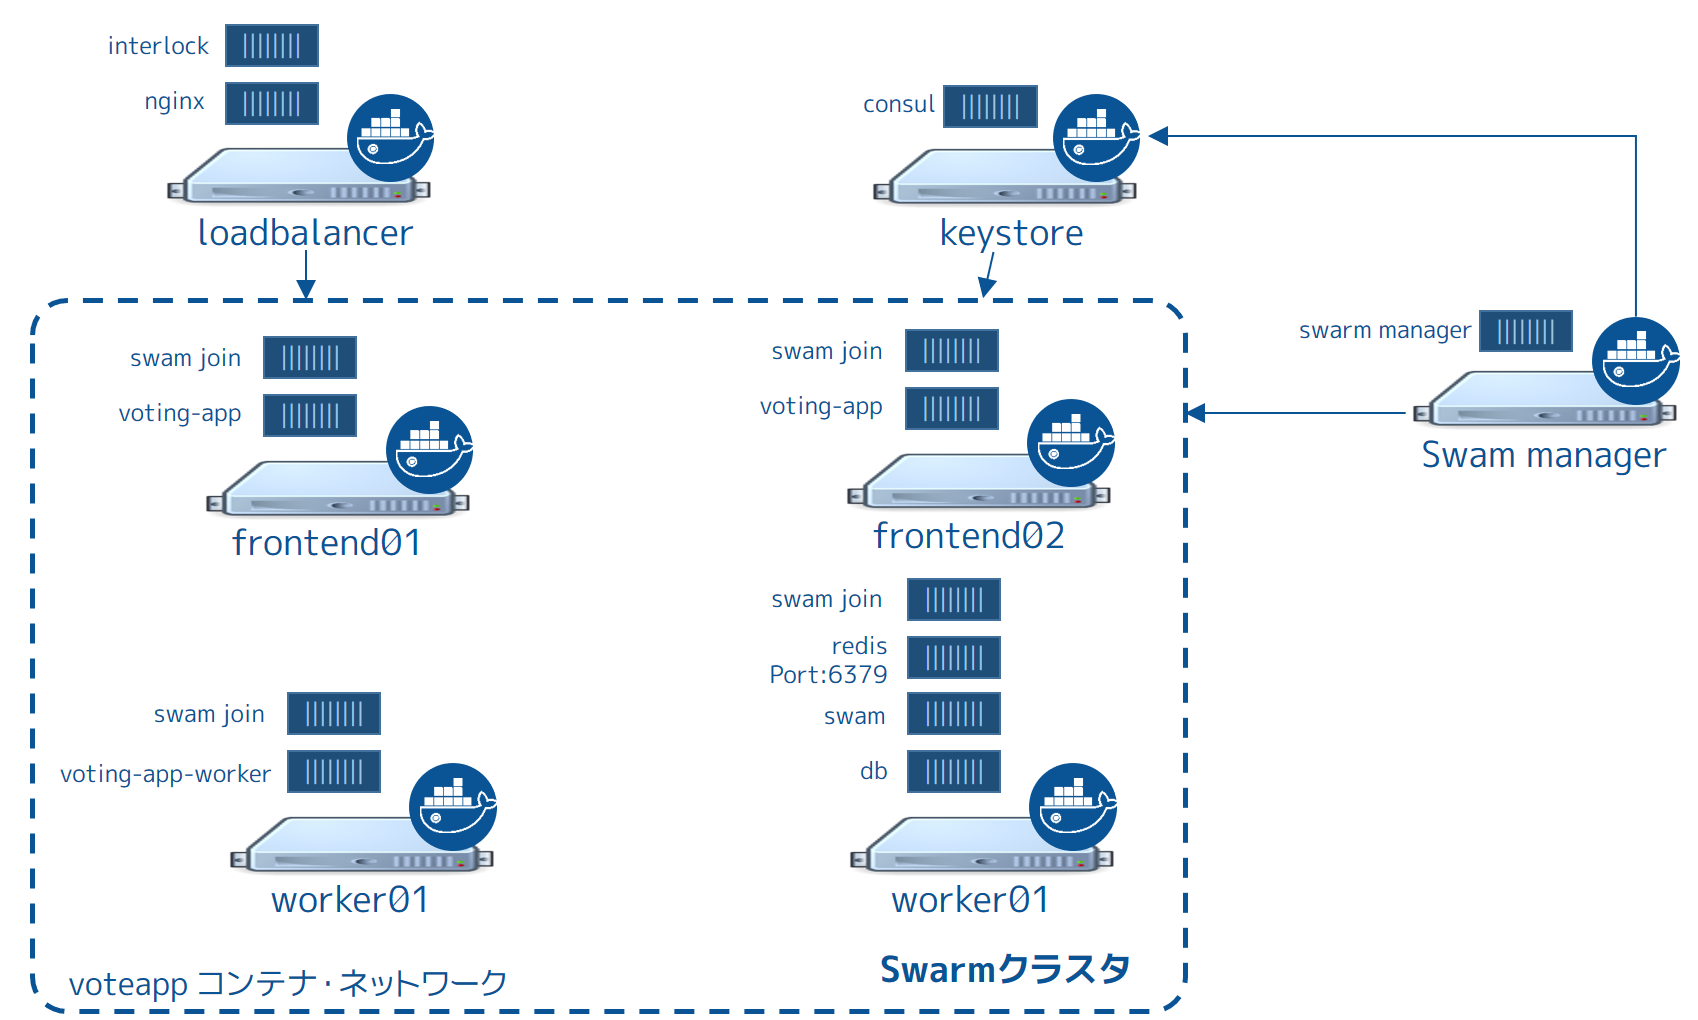 interlock
nginx
loadbalancer
consul
keystore
swarm manager
Swam manager
swam join
voting-app
frontend01
swam join
voting-app
frontend02
swam join
voting-app-worker
worker01
swam join
redis
Port:6379
swam
db
worker01
voteapp コンテナ・ネットワーク
Swarmクラスタ